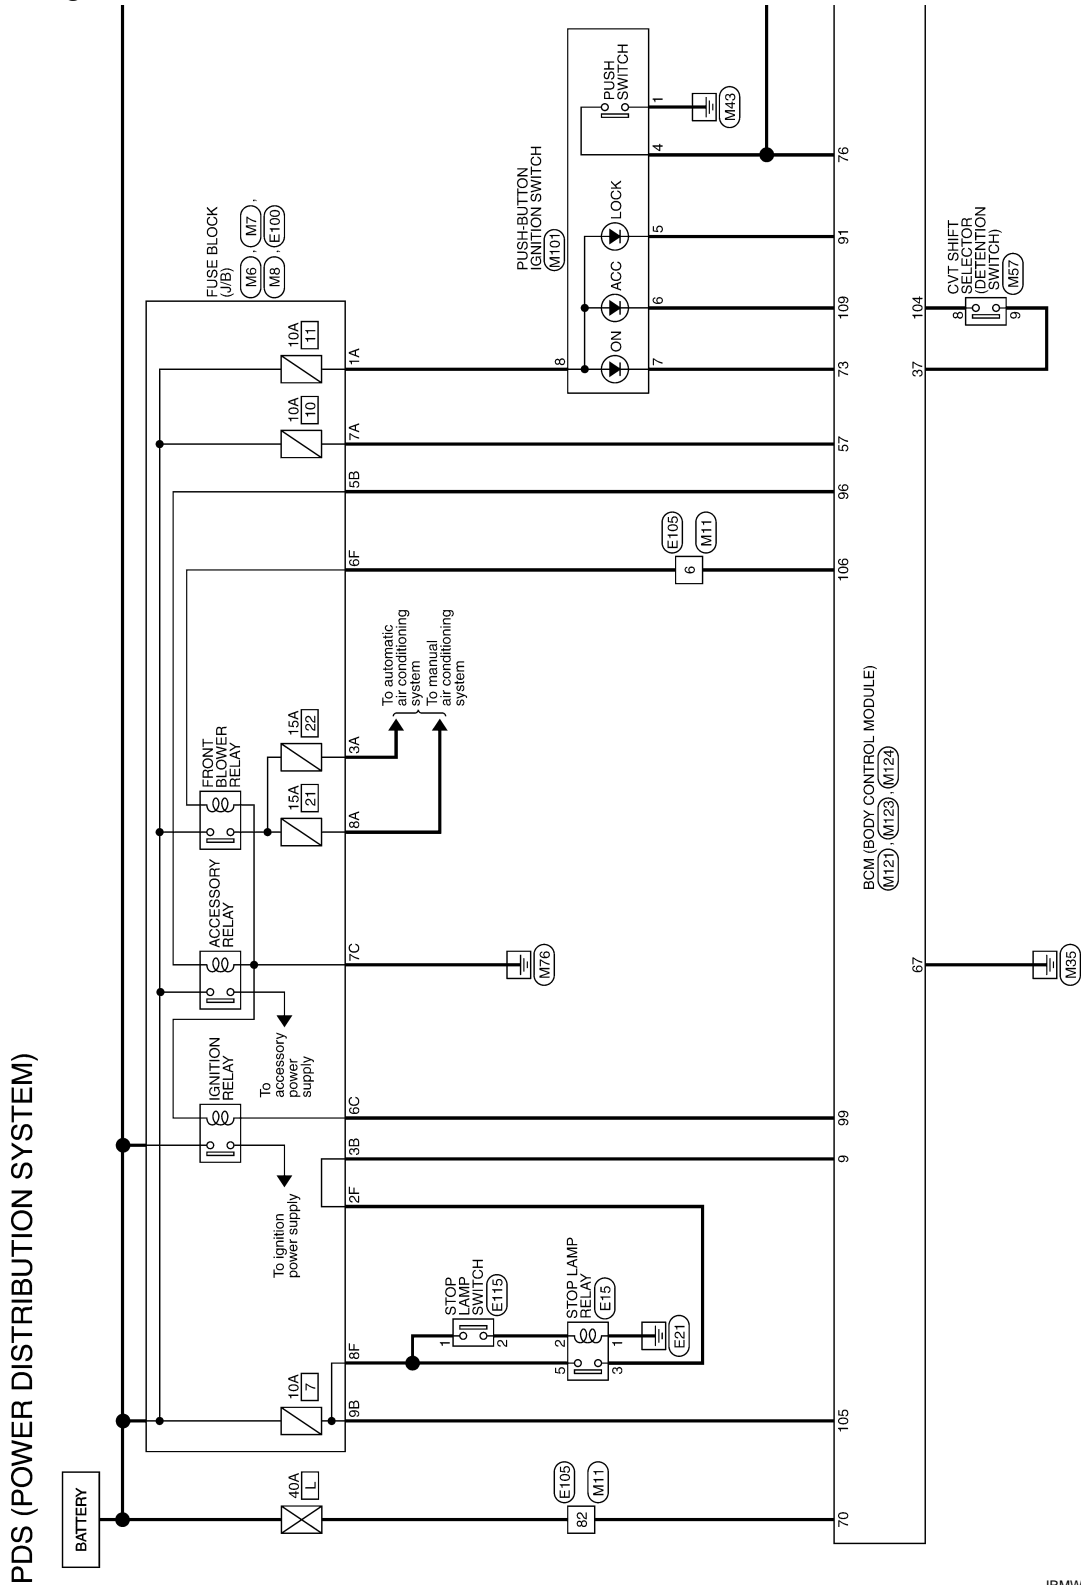 PDS (POWER DISTRIBUTION SYSTEM)
BATTERY
40A
L
E105
M11
82
70
FUSE BLOCK
(J/B)
M6 , M7 ,
M8 , E100
10A
7
9B
105
8F
STOP
LAMP
SWITCH
E115
1
2
STOP LAMP
RELAY
E15
5
3
2
1
E21
2F
3B
9
To ignition
power supply
IGNITION
RELAY
6C
99
To
accessory
power
supply
ACCESSORY
RELAY
7C
M76
FRONT
BLOWER
RELAY
15A
21
8A
15A
22
3A
To automatic
air conditioning
system
To manual
air conditioning
system
6F
E105
M11
6
106
5B
96
10A
10
7A
57
10A
11
1A
PUSH-BUTTON
IGNITION SWITCH
M101
8
ON
ACC
LOCK
PUSH
SWITCH
7
6
5
4
1
M43
73
109
91
76
BCM (BODY CONTROL MODULE)
M121 , M123 , M124
67
M35
37
104
CVT SHIFT
SELECTOR
(DETENTION
SWITCH)
M57
8
9